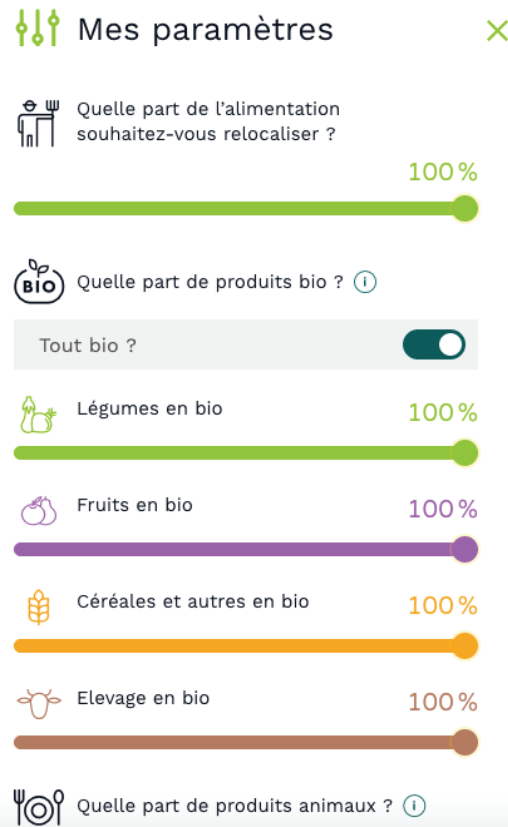 Mes paramètres
Quelle part de l'alimentation
souhaitez-vous relocaliser ?
100 %
BIO
Quelle part de produits bio ? i
Tout bio ?
Légumes en bio
100 %
Fruits en bio
100 %
Céréales et autres en bio
100 %
Elevage en bio
100 %
Quelle part de produits animaux ? i